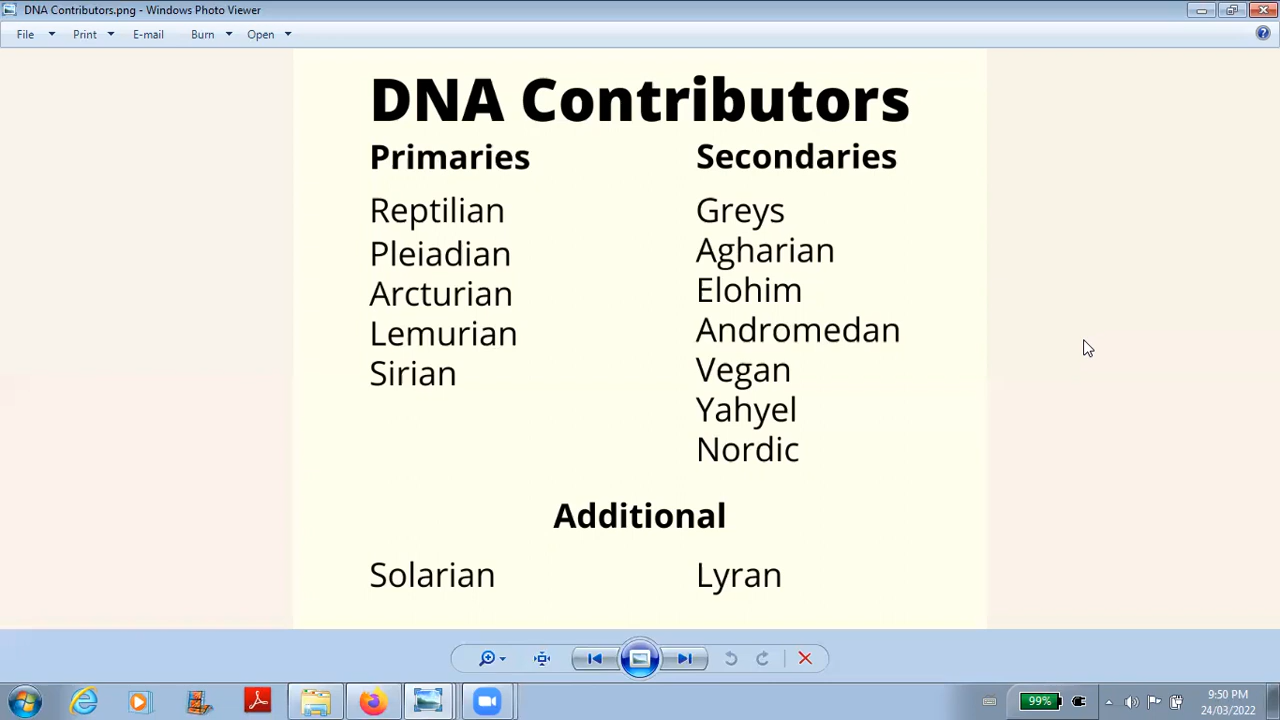 DNA Contributors.png - Windows Photo Viewer
File Print E-mail Burn Open
DNA Contributors
Primaries Secondaries
Reptilian Greys
Pleiadian Agharian
Arcturian Elohim
Lemurian Andromedan
Sirian Vegan
Yahyel
Nordic
Additional
Solarian Lyran
99%
9:50 PM
24/03/2022